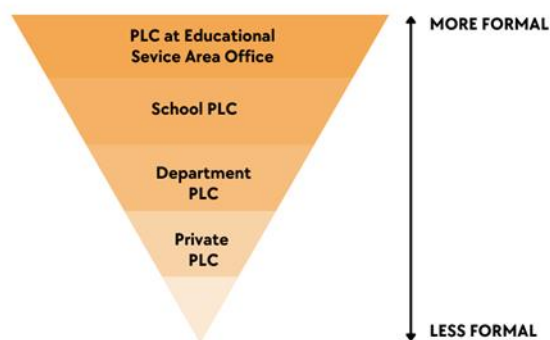 PLC at Educational
Sevice Area Office
MORE FORMAL
School PLC
Department
PLC
Private
PLC
LESS FORMAL